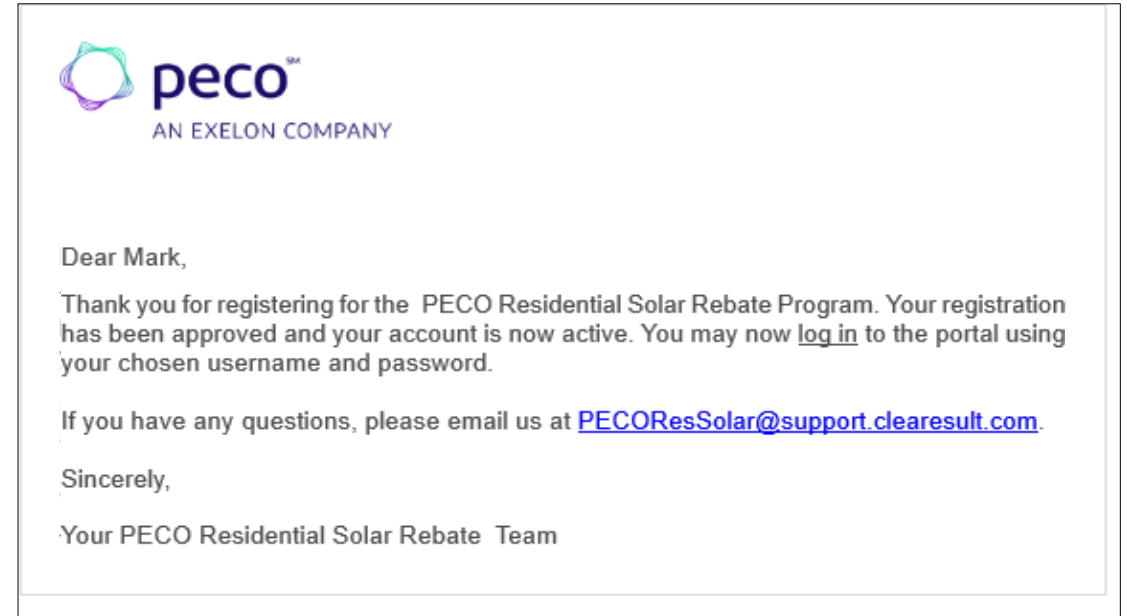 peco℠
AN EXELON COMPANY
Dear Mark,
Thank you for registering for the  PECO Residential Solar Rebate Program. Your registration
has been approved and your account is now active. You may now log in to the portal using
your chosen username and password.
If you have any questions, please email us at PECOResSolar@support.clearesult.com.
Sincerely,
Your PECO Residential Solar Rebate  Team